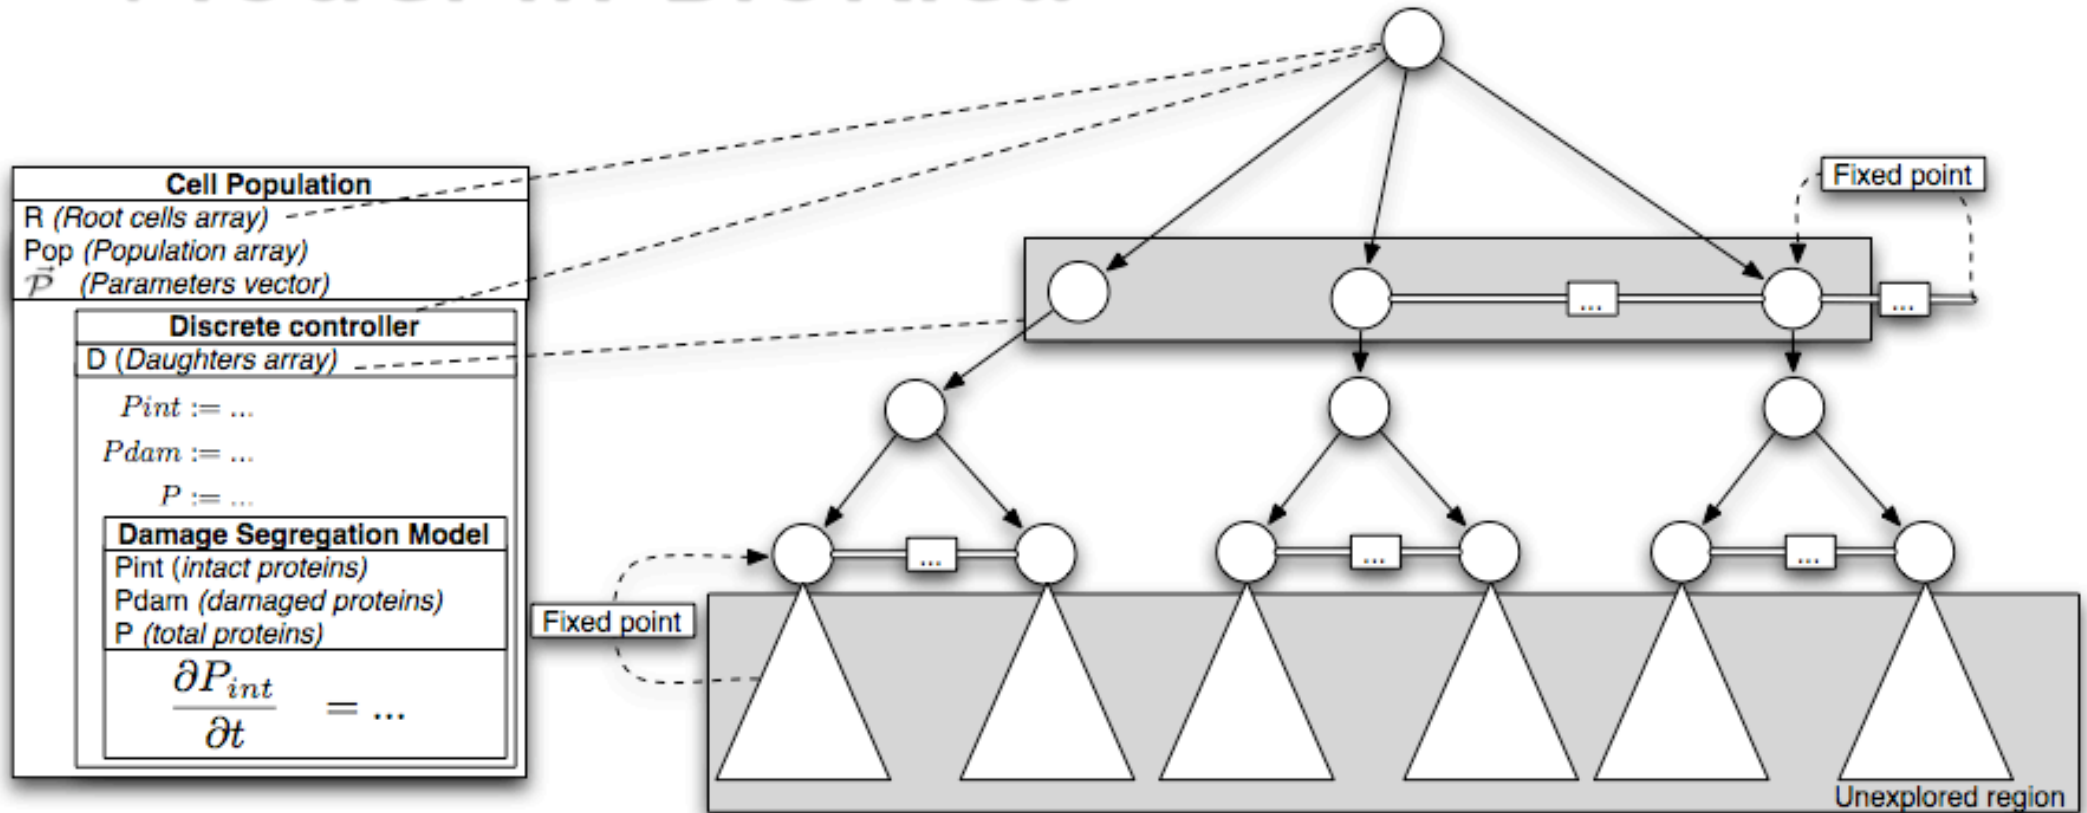 Cell Population
R (Root cells array)
Pop (Population array)
𝒫⃗ (Parameters vector)
Discrete controller
D (Daughters array)
Pint := ...
Pdam := ...
P := ...
Damage Segregation Model
Pint (intact proteins)
Pdam (damaged proteins)
P (total proteins)
∂P_int/∂t = ...
Fixed point
...
...
Fixed point
...
...
...
Unexplored region